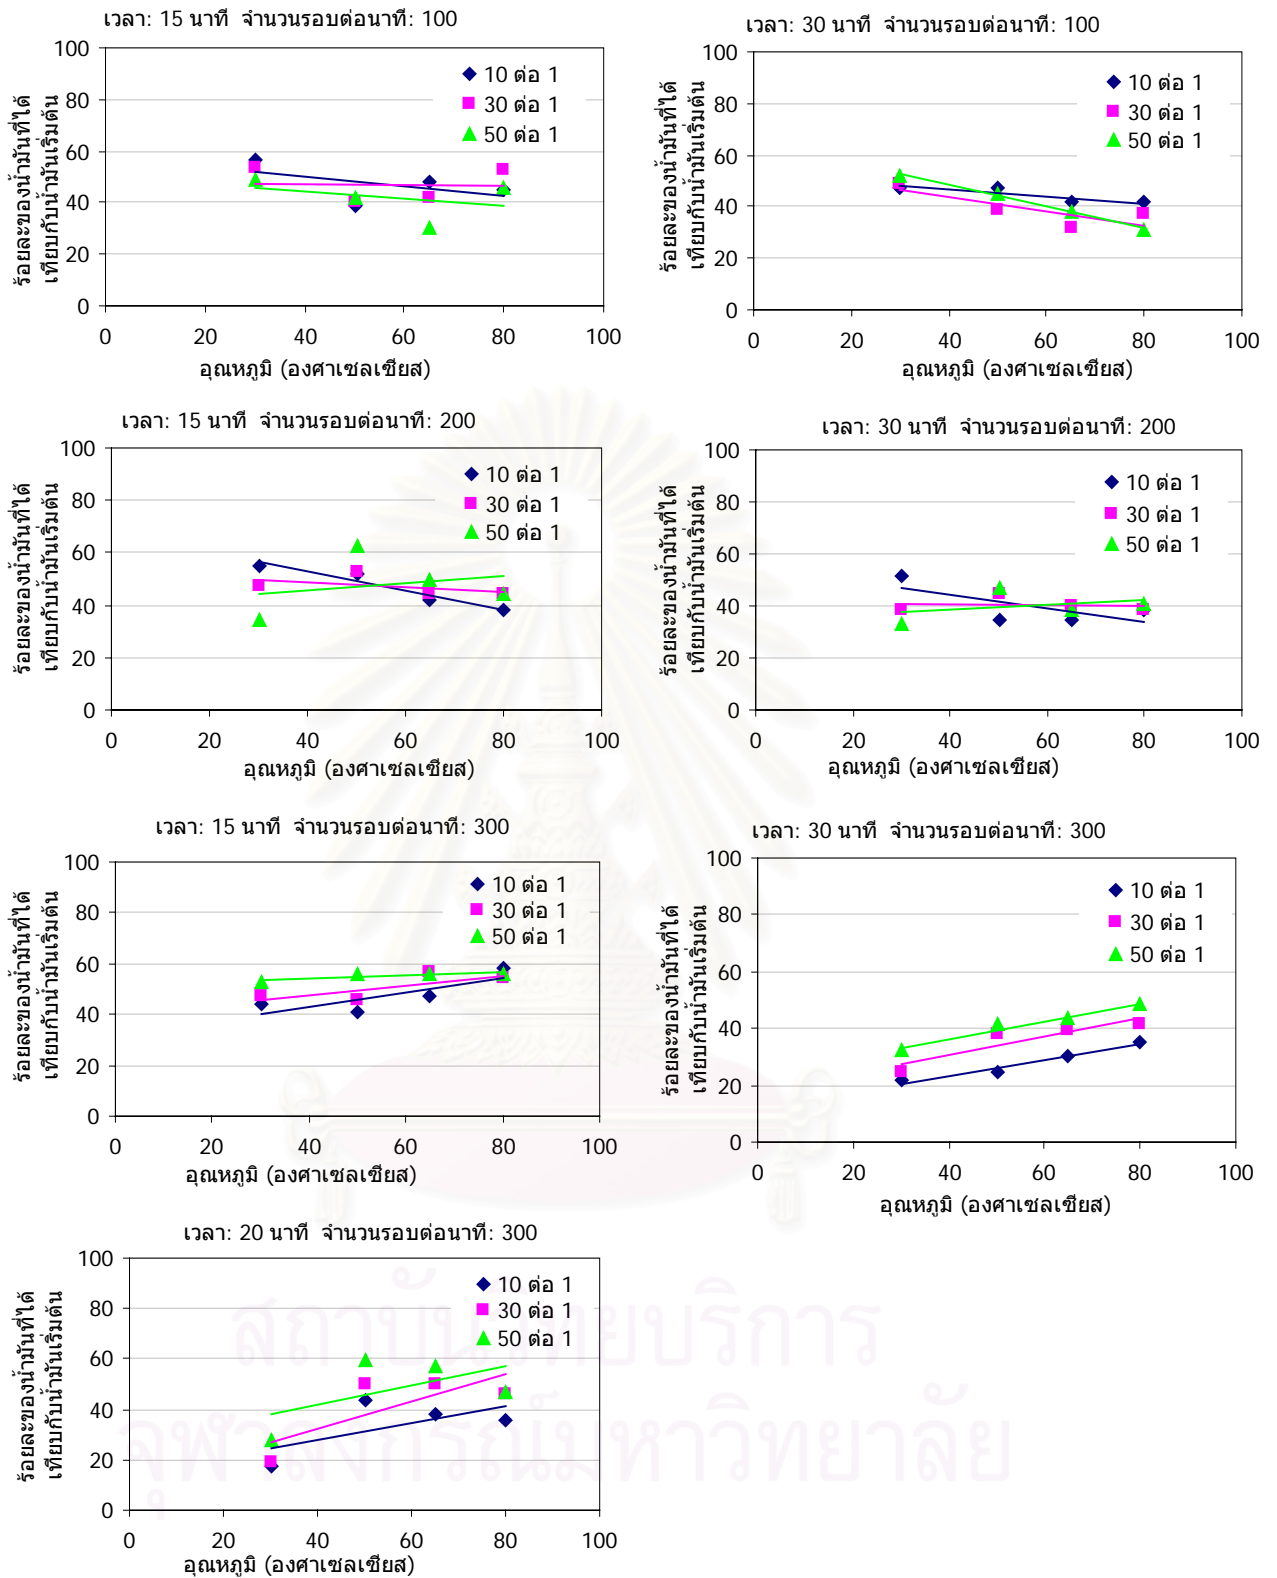 เวลา: 15 นาที จำนวนรอบต่อนาที: 100
100
80
60
40
20
0
0 20 40 60 80 100
ร้อยละของน้ำมันที่ได้
เทียบกับน้ำมันเริ่มต้น
10 ต่อ 1
30 ต่อ 1
50 ต่อ 1
อุณหภูมิ (องศาเซลเซียส)
เวลา: 30 นาที จำนวนรอบต่อนาที: 100
100
80
60
40
20
0
0 20 40 60 80 100
ร้อยละของน้ำมันที่ได้
เทียบกับน้ำมันเริ่มต้น
10 ต่อ 1
30 ต่อ 1
50 ต่อ 1
อุณหภูมิ (องศาเซลเซียส)
เวลา: 15 นาที จำนวนรอบต่อนาที: 200
100
80
60
40
20
0
0 20 40 60 80 100
ร้อยละของน้ำมันที่ได้
เทียบกับน้ำมันเริ่มต้น
10 ต่อ 1
30 ต่อ 1
50 ต่อ 1
อุณหภูมิ (องศาเซลเซียส)
เวลา: 30 นาที จำนวนรอบต่อนาที: 200
100
80
60
40
20
0
0 20 40 60 80 100
ร้อยละของน้ำมันที่ได้
เทียบกับน้ำมันเริ่มต้น
10 ต่อ 1
30 ต่อ 1
50 ต่อ 1
อุณหภูมิ (องศาเซลเซียส)
เวลา: 15 นาที จำนวนรอบต่อนาที: 300
100
80
60
40
20
0
0 20 40 60 80 100
ร้อยละของน้ำมันที่ได้
เทียบกับน้ำมันเริ่มต้น
10 ต่อ 1
30 ต่อ 1
50 ต่อ 1
อุณหภูมิ (องศาเซลเซียส)
เวลา: 30 นาที จำนวนรอบต่อนาที: 300
100
80
60
40
20
0
0 20 40 60 80 100
ร้อยละของน้ำมันที่ได้
เทียบกับน้ำมันเริ่มต้น
10 ต่อ 1
30 ต่อ 1
50 ต่อ 1
อุณหภูมิ (องศาเซลเซียส)
เวลา: 20 นาที จำนวนรอบต่อนาที: 300
100
80
60
40
20
0
0 20 40 60 80 100
ร้อยละของน้ำมันที่ได้
เทียบกับน้ำมันเริ่มต้น
10 ต่อ 1
30 ต่อ 1
50 ต่อ 1
อุณหภูมิ (องศาเซลเซียส)
สถาบันวิทยบริการ
จุฬาลงกรณ์มหาวิทยาลัย